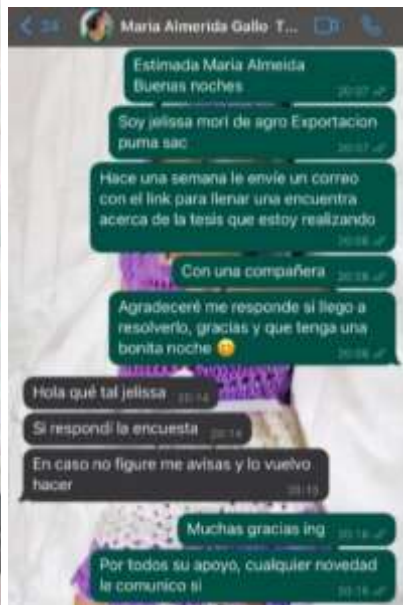 24
Maria Almerida Gallo T...
Estimada Maria Almeida
Buenas noches
20:07
Soy jelissa mori de agro Exportacion
puma sac
20:07
Hace una semana le envie un correo
con el link para llenar una encuentra
acerca de la tesis que estoy realizando
20:08
Con una compañera
20:08
Agradeceré me responde si llego a
resolverlo, gracias y que tenga una
bonita noche 😊
20:08
Hola qué tal jelissa
20:14
Si respondí la encuesta
20:14
En caso no figure me avisas y lo vuelvo
hacer
20:15
Muchas gracias ing
20:16
Por todos su apoyo, cualquier novedad
le comunico si
20:16